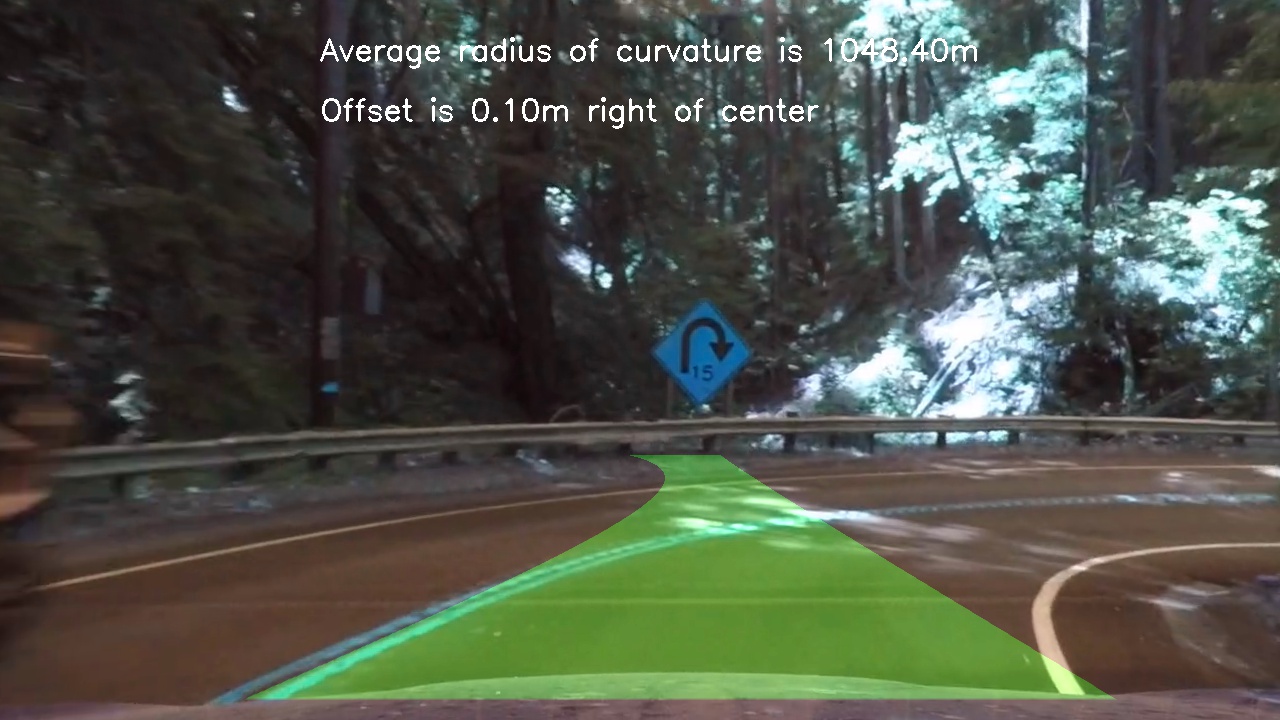 Average radius of curvature is 1048.40m
Offset is 0.10m right of center
15